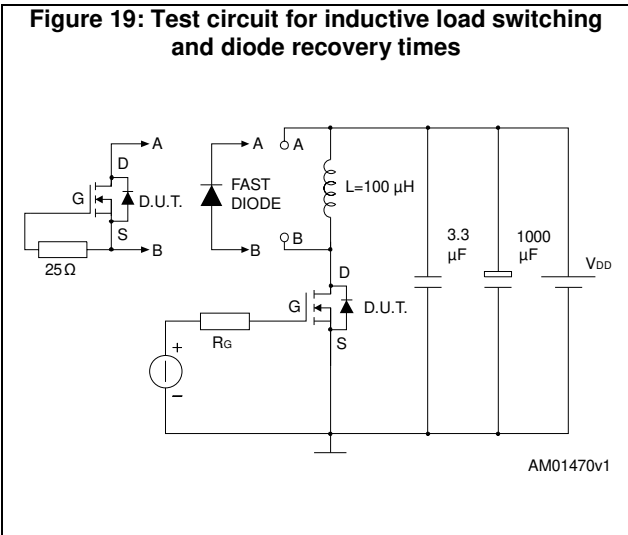 Figure 19: Test circuit for inductive load switching
and diode recovery times
A
D
G
D.U.T.
S
B
25Ω
A
FAST
DIODE
B
A
L=100 µH
B
D
G
D.U.T.
S
RG
+
−
3.3
µF
1000
µF
VDD
AM01470v1